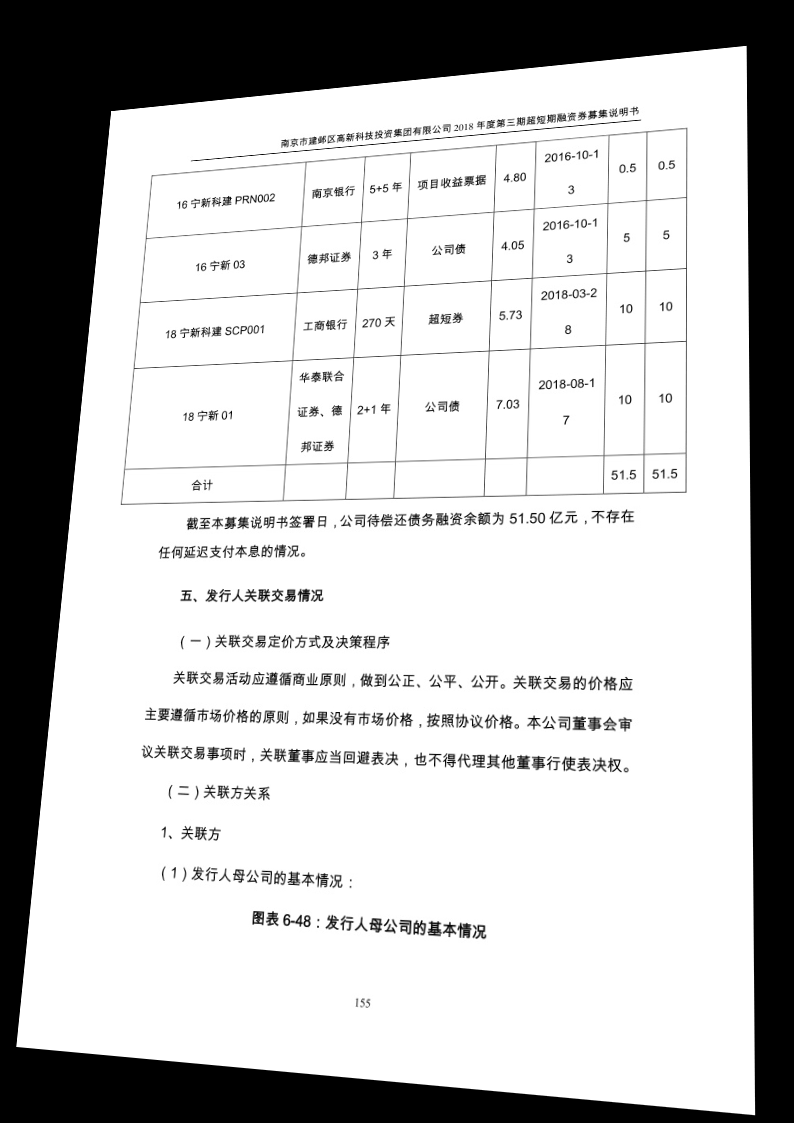 南京市建邺区高新科技投资集团有限公司 2018 年度第三期超短期融资券募集说明书
16 宁新科建 PRN002 南京银行 5+5 年 项目收益票据 4.80 2016-10-1 0.5 0.5
3
16 宁新 03 德邦证券 3 年 公司债 4.05 2016-10-1 5 5
3
18 宁新科建 SCP001 工商银行 270 天 超短券 5.73 2018-03-2 10 10
8
华泰联合
18 宁新 01 证券、德 2+1 年 公司债 7.03 2018-08-1 10 10
邦证券 7
合计 51.5 51.5
截至本募集说明书签署日，公司待偿还债务融资余额为 51.50 亿元，不存在
任何延迟支付本息的情况。
五、发行人关联交易情况
（一）关联交易定价方式及决策程序
关联交易活动应遵循商业原则，做到公正、公平、公开。关联交易的价格应
主要遵循市场价格的原则，如果没有市场价格，按照协议价格。本公司董事会审
议关联交易事项时，关联董事应当回避表决，也不得代理其他董事行使表决权。
（二）关联方关系
1、关联方
（1）发行人母公司的基本情况：
图表 6-48：发行人母公司的基本情况
155